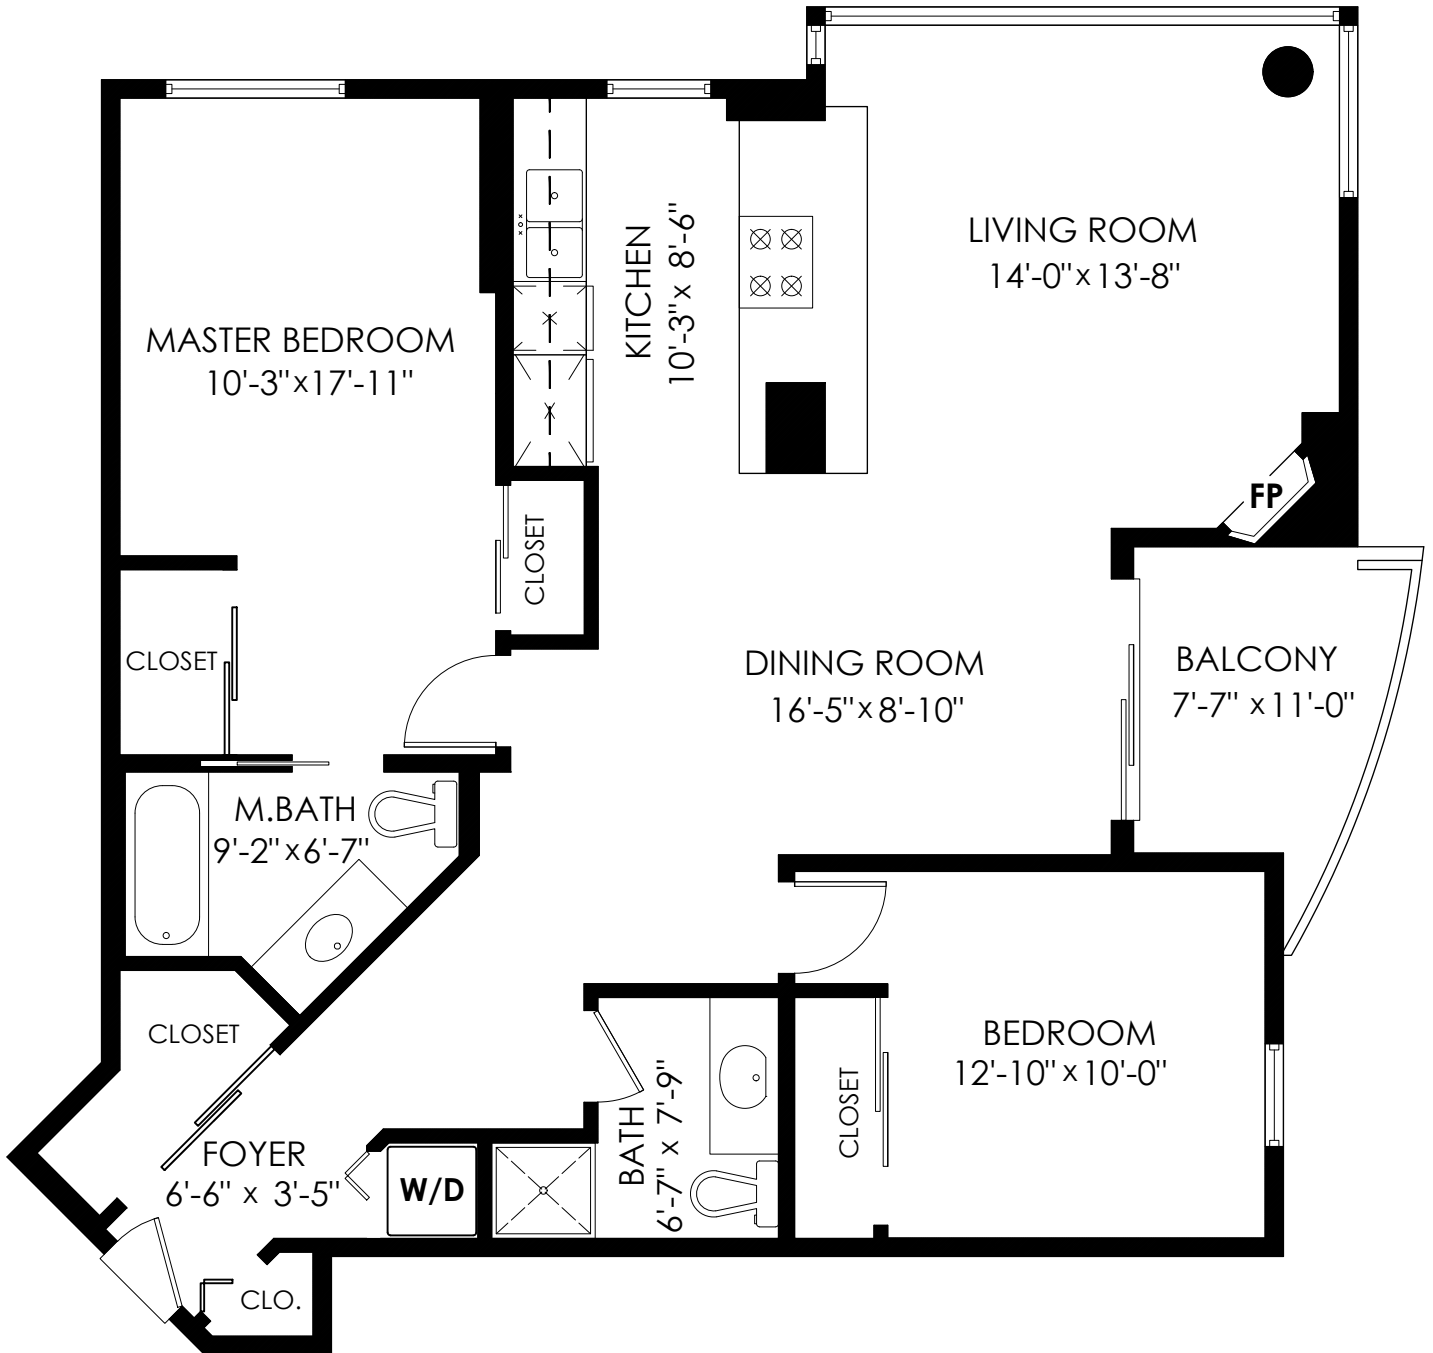 LIVING ROOM
14'-0"x13'-8"
KITCHEN
10'-3"x 8'-6"
MASTER BEDROOM
10'-3"x17'-11"
FP
CLOSET
CLOSET
DINING ROOM
16'-5"x8'-10"
BALCONY
7'-7" x11'-0"
M.BATH
9'-2"x6'-7"
CLOSET
BEDROOM
12'-10"x10'-0"
CLOSET
BATH
6'-7" x 7'-9"
FOYER
6'-6" x 3'-5"
W/D
CLO.